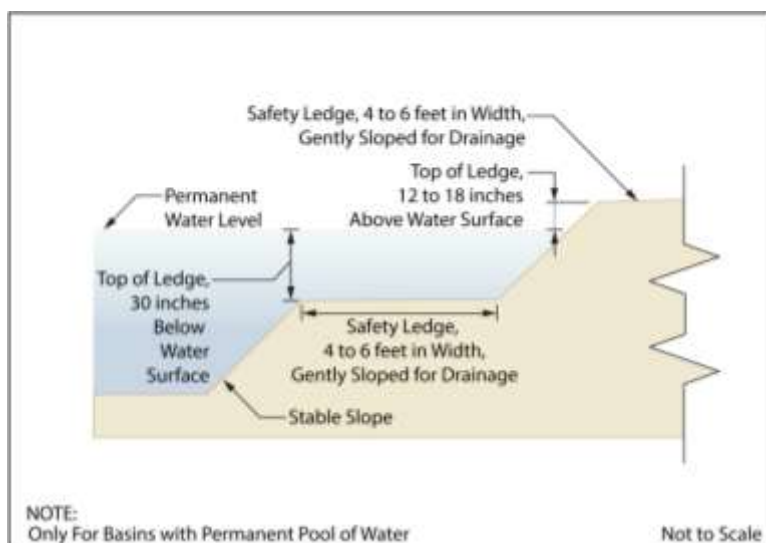 Safety Ledge, 4 to 6 feet in Width,
Gently Sloped for Drainage
Top of Ledge,
12 to 18 inches
Above Water Surface
Permanent
Water Level
Top of Ledge,
30 inches
Below
Water
Surface
Safety Ledge,
4 to 6 feet in Width,
Gently Sloped for Drainage
Stable Slope
NOTE:
Only For Basins with Permanent Pool of Water
Not to Scale